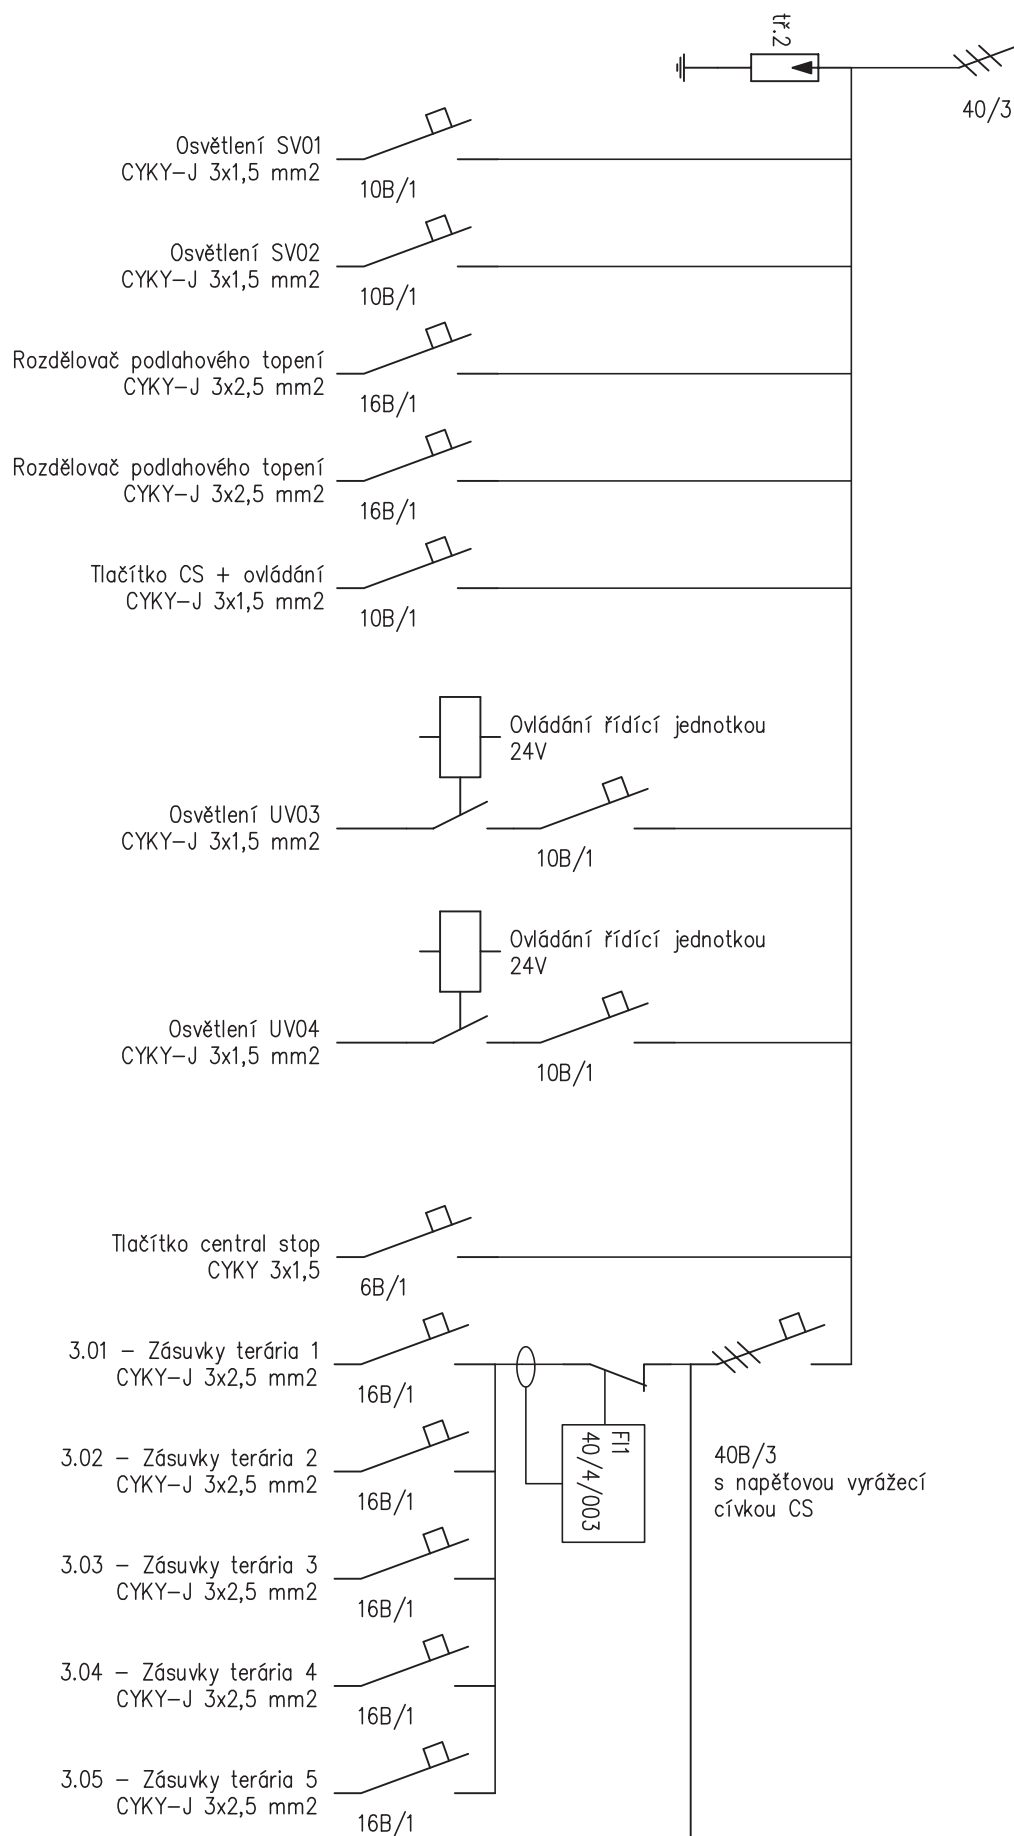 tř.2
40/3
Osvětlení SV01
CYKY-J 3x1,5 mm2
10B/1
Osvětlení SV02
CYKY-J 3x1,5 mm2
10B/1
Rozdělovač podlahového topení
CYKY-J 3x2,5 mm2
16B/1
Rozdělovač podlahového topení
CYKY-J 3x2,5 mm2
16B/1
Tlačítko CS + ovládání
CYKY-J 3x1,5 mm2
10B/1
Ovládání řídící jednotkou
24V
Osvětlení UV03
CYKY-J 3x1,5 mm2
10B/1
Ovládání řídící jednotkou
24V
Osvětlení UV04
CYKY-J 3x1,5 mm2
10B/1
Tlačítko central stop
CYKY 3x1,5
6B/1
3.01 - Zásuvky terária 1
CYKY-J 3x2,5 mm2
16B/1
FI1
40/4/003
40B/3
s napěťovou vyrážecí
cívkou CS
3.02 - Zásuvky terária 2
CYKY-J 3x2,5 mm2
16B/1
3.03 - Zásuvky terária 3
CYKY-J 3x2,5 mm2
16B/1
3.04 - Zásuvky terária 4
CYKY-J 3x2,5 mm2
16B/1
3.05 - Zásuvky terária 5
CYKY-J 3x2,5 mm2
16B/1